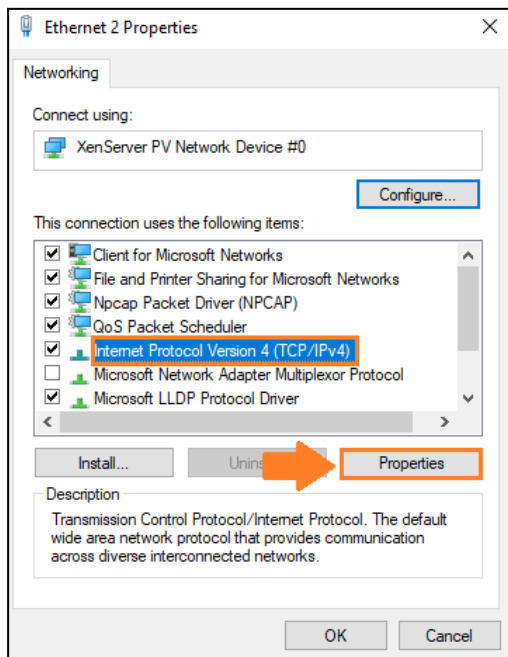 Ethernet 2 Properties
Networking
Connect using:
XenServer PV Network Device #0
Configure...
This connection uses the following items:
Client for Microsoft Networks
File and Printer Sharing for Microsoft Networks
Npcap Packet Driver (NPCAP)
QoS Packet Scheduler
Internet Protocol Version 4 (TCP/IPv4)
Microsoft Network Adapter Multiplexor Protocol
Microsoft LLDP Protocol Driver
Install...
Properties
Description
Transmission Control Protocol/Internet Protocol. The default
wide area network protocol that provides communication
across diverse interconnected networks.
OK
Cancel